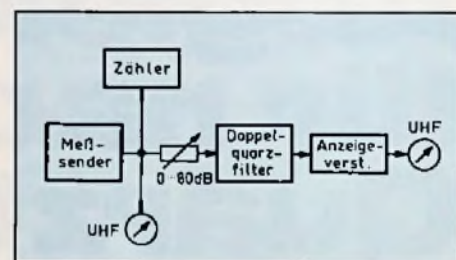 Zähler
Meß-
sender
0-80dB
Doppel-
quarz-
filter
Anzeige-
verst.
UHF
UHF